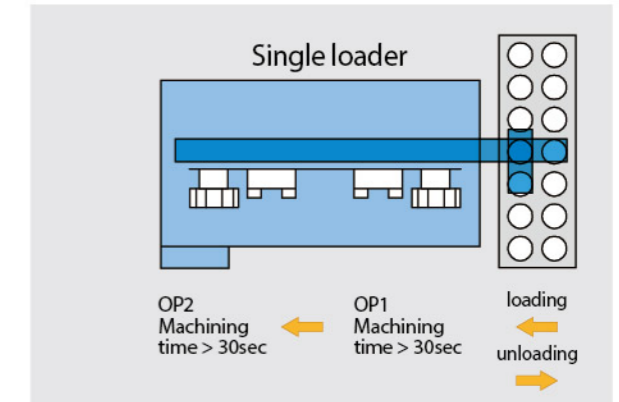 Single loader
OP2
Machining
time > 30sec
OP1
Machining
time > 30sec
loading
unloading